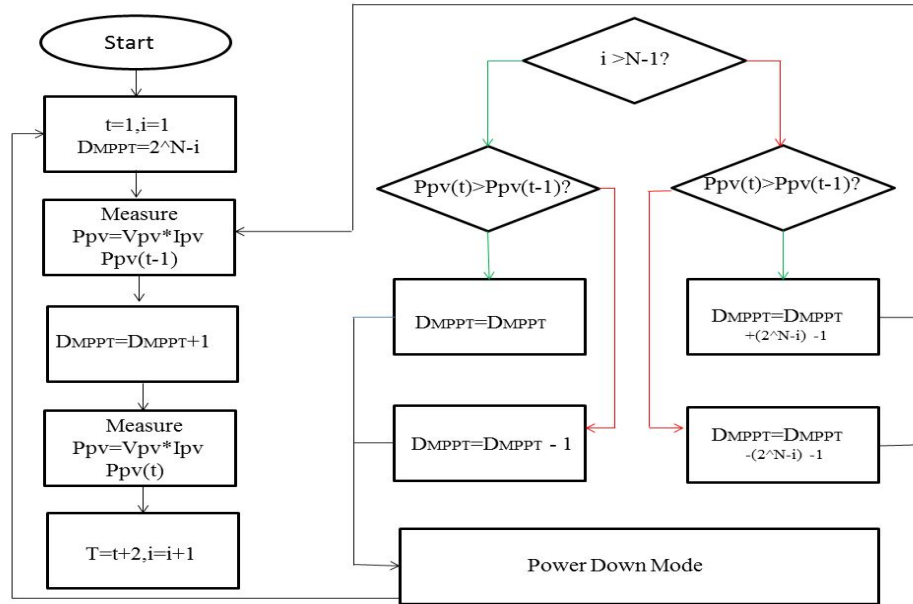 Start
t=1,i=1
DMPPT=2^N-i
Measure
Ppv=Vpv*Ipv
Ppv(t-1)
DMPPT=DMPPT+1
Measure
Ppv=Vpv*Ipv
Ppv(t)
T=t+2,i=i+1
i >N-1?
Ppv(t)>Ppv(t-1)?
Ppv(t)>Ppv(t-1)?
DMPPT=DMPPT
DMPPT=DMPPT
+(2^N-i) -1
DMPPT=DMPPT - 1
DMPPT=DMPPT
-(2^N-i) -1
Power Down Mode